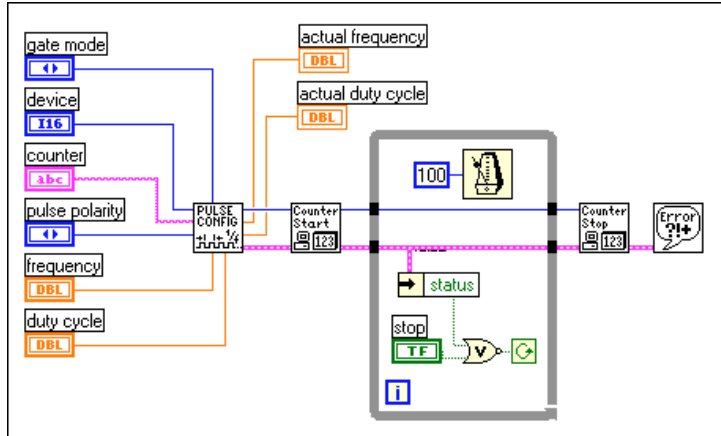 gate mode
device
I16
counter
abc
pulse polarity
frequency
DBL
duty cycle
DBL
actual frequency
DBL
actual duty cycle
DBL
PULSE
CONFIG
Counter
Start
123
100
status
stop
TF
V
i
Counter
Stop
123
Error
?!+